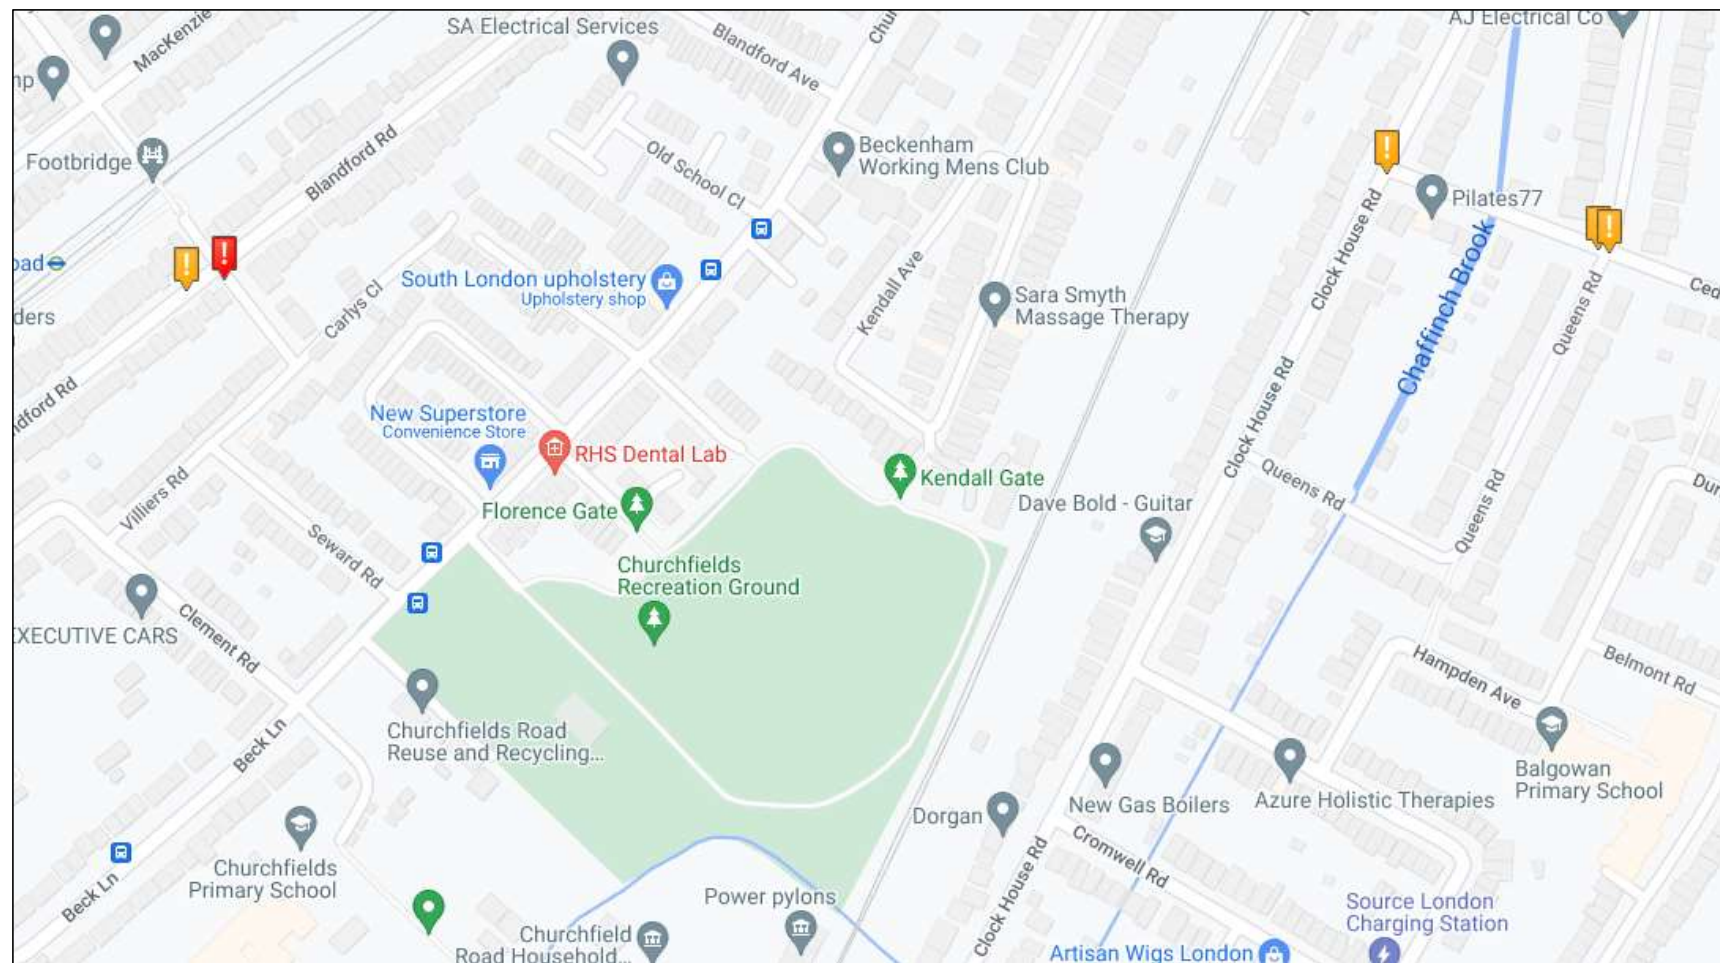 SA Electrical Services
AJ Electrical Co
MacKenzie
Blandford Ave
Footbridge
Blandford Rd
Old School Cl
Beckenham
Working Mens Club
Pilates77
Clock House Rd
Chaffinch Brook
Queens Rd
Ced
oad
ders
Carlys Cl
South London upholstery
Upholstery shop
Kendall Ave
Sara Smyth
Massage Therapy
ndford Rd
New Superstore
Convenience Store
RHS Dental Lab
Kendall Gate
Florence Gate
Dave Bold - Guitar
Clock House Rd
Queens Rd
Queens Rd
Dur
Villiers Rd
Seward Rd
Churchfields
Recreation Ground
EXECUTIVE CARS
Clement Rd
Hampden Ave
Belmont Rd
Churchfields Road
Reuse and Recycling...
Beck Ln
New Gas Boilers
Azure Holistic Therapies
Balgowan
Primary School
Dorgan
Cromwell Rd
Churchfields
Primary School
Beck Ln
Power pylons
Clock House Rd
Source London
Charging Station
Churchfield
Road Household...
Artisan Wigs London